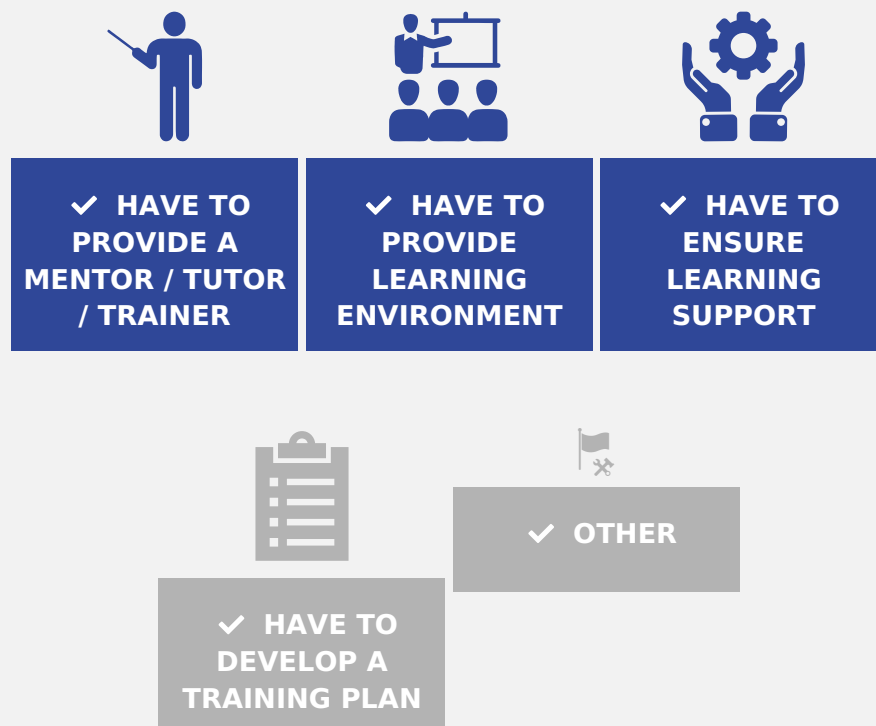 ✔ HAVE TO
PROVIDE A
MENTOR / TUTOR
/ TRAINER
✔ HAVE TO
PROVIDE
LEARNING
ENVIRONMENT
✔ HAVE TO
ENSURE
LEARNING
SUPPORT
✔ HAVE TO
DEVELOP A
TRAINING PLAN
✔ OTHER